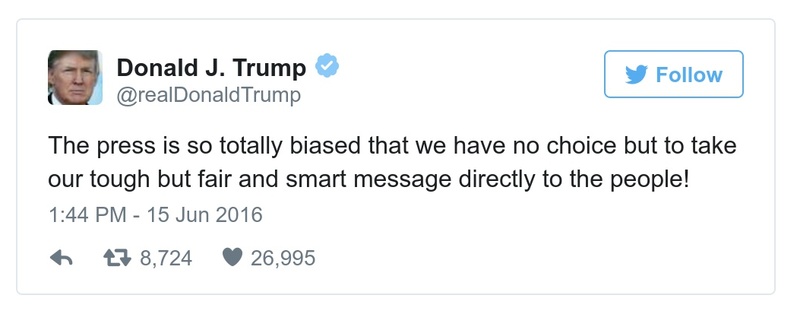 Donald J. Trump
@realDonaldTrump
Follow
The press is so totally biased that we have no choice but to take
our tough but fair and smart message directly to the people!
1:44 PM - 15 Jun 2016
8,724 26,995